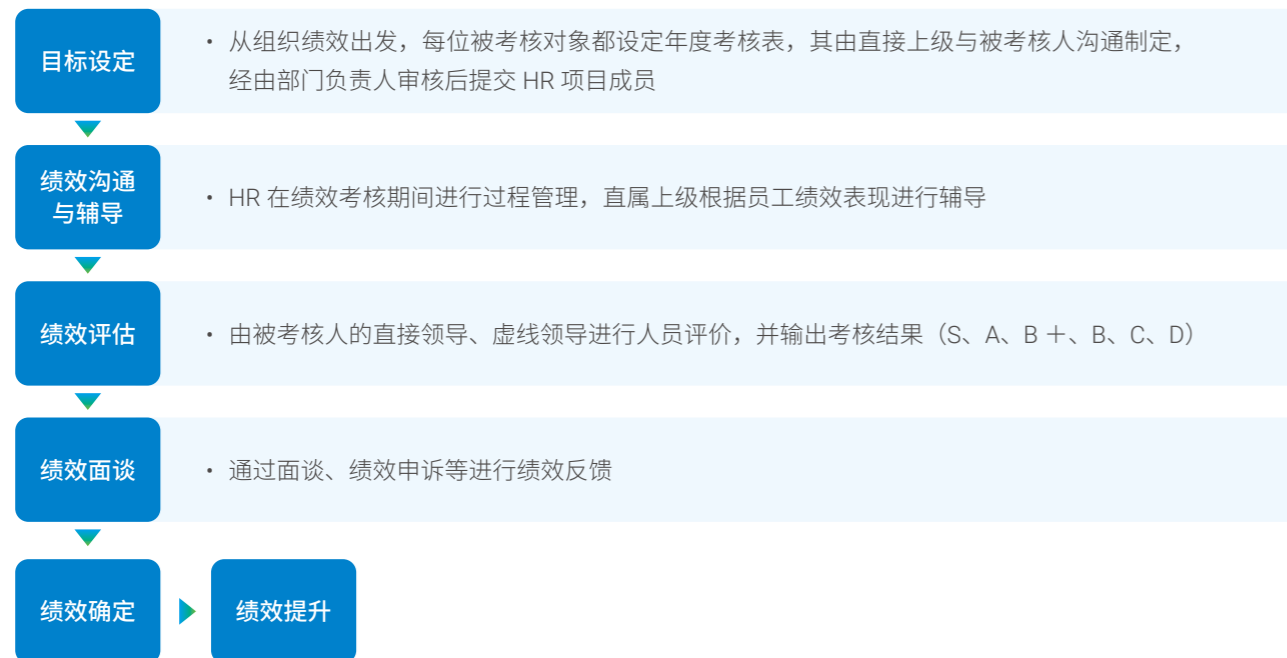 目标设定
· 从组织绩效出发，每位被考核对象都设定年度考核表，其由直接上级与被考核人沟通制定，
经由部门负责人审核后提交 HR 项目成员
绩效沟通
与辅导
· HR 在绩效考核期间进行过程管理，直属上级根据员工绩效表现进行辅导
绩效评估
· 由被考核人的直接领导、虚线领导进行人员评价，并输出考核结果（S、A、B ＋、B、C、D）
绩效面谈
· 通过面谈、绩效申诉等进行绩效反馈
绩效确定
绩效提升